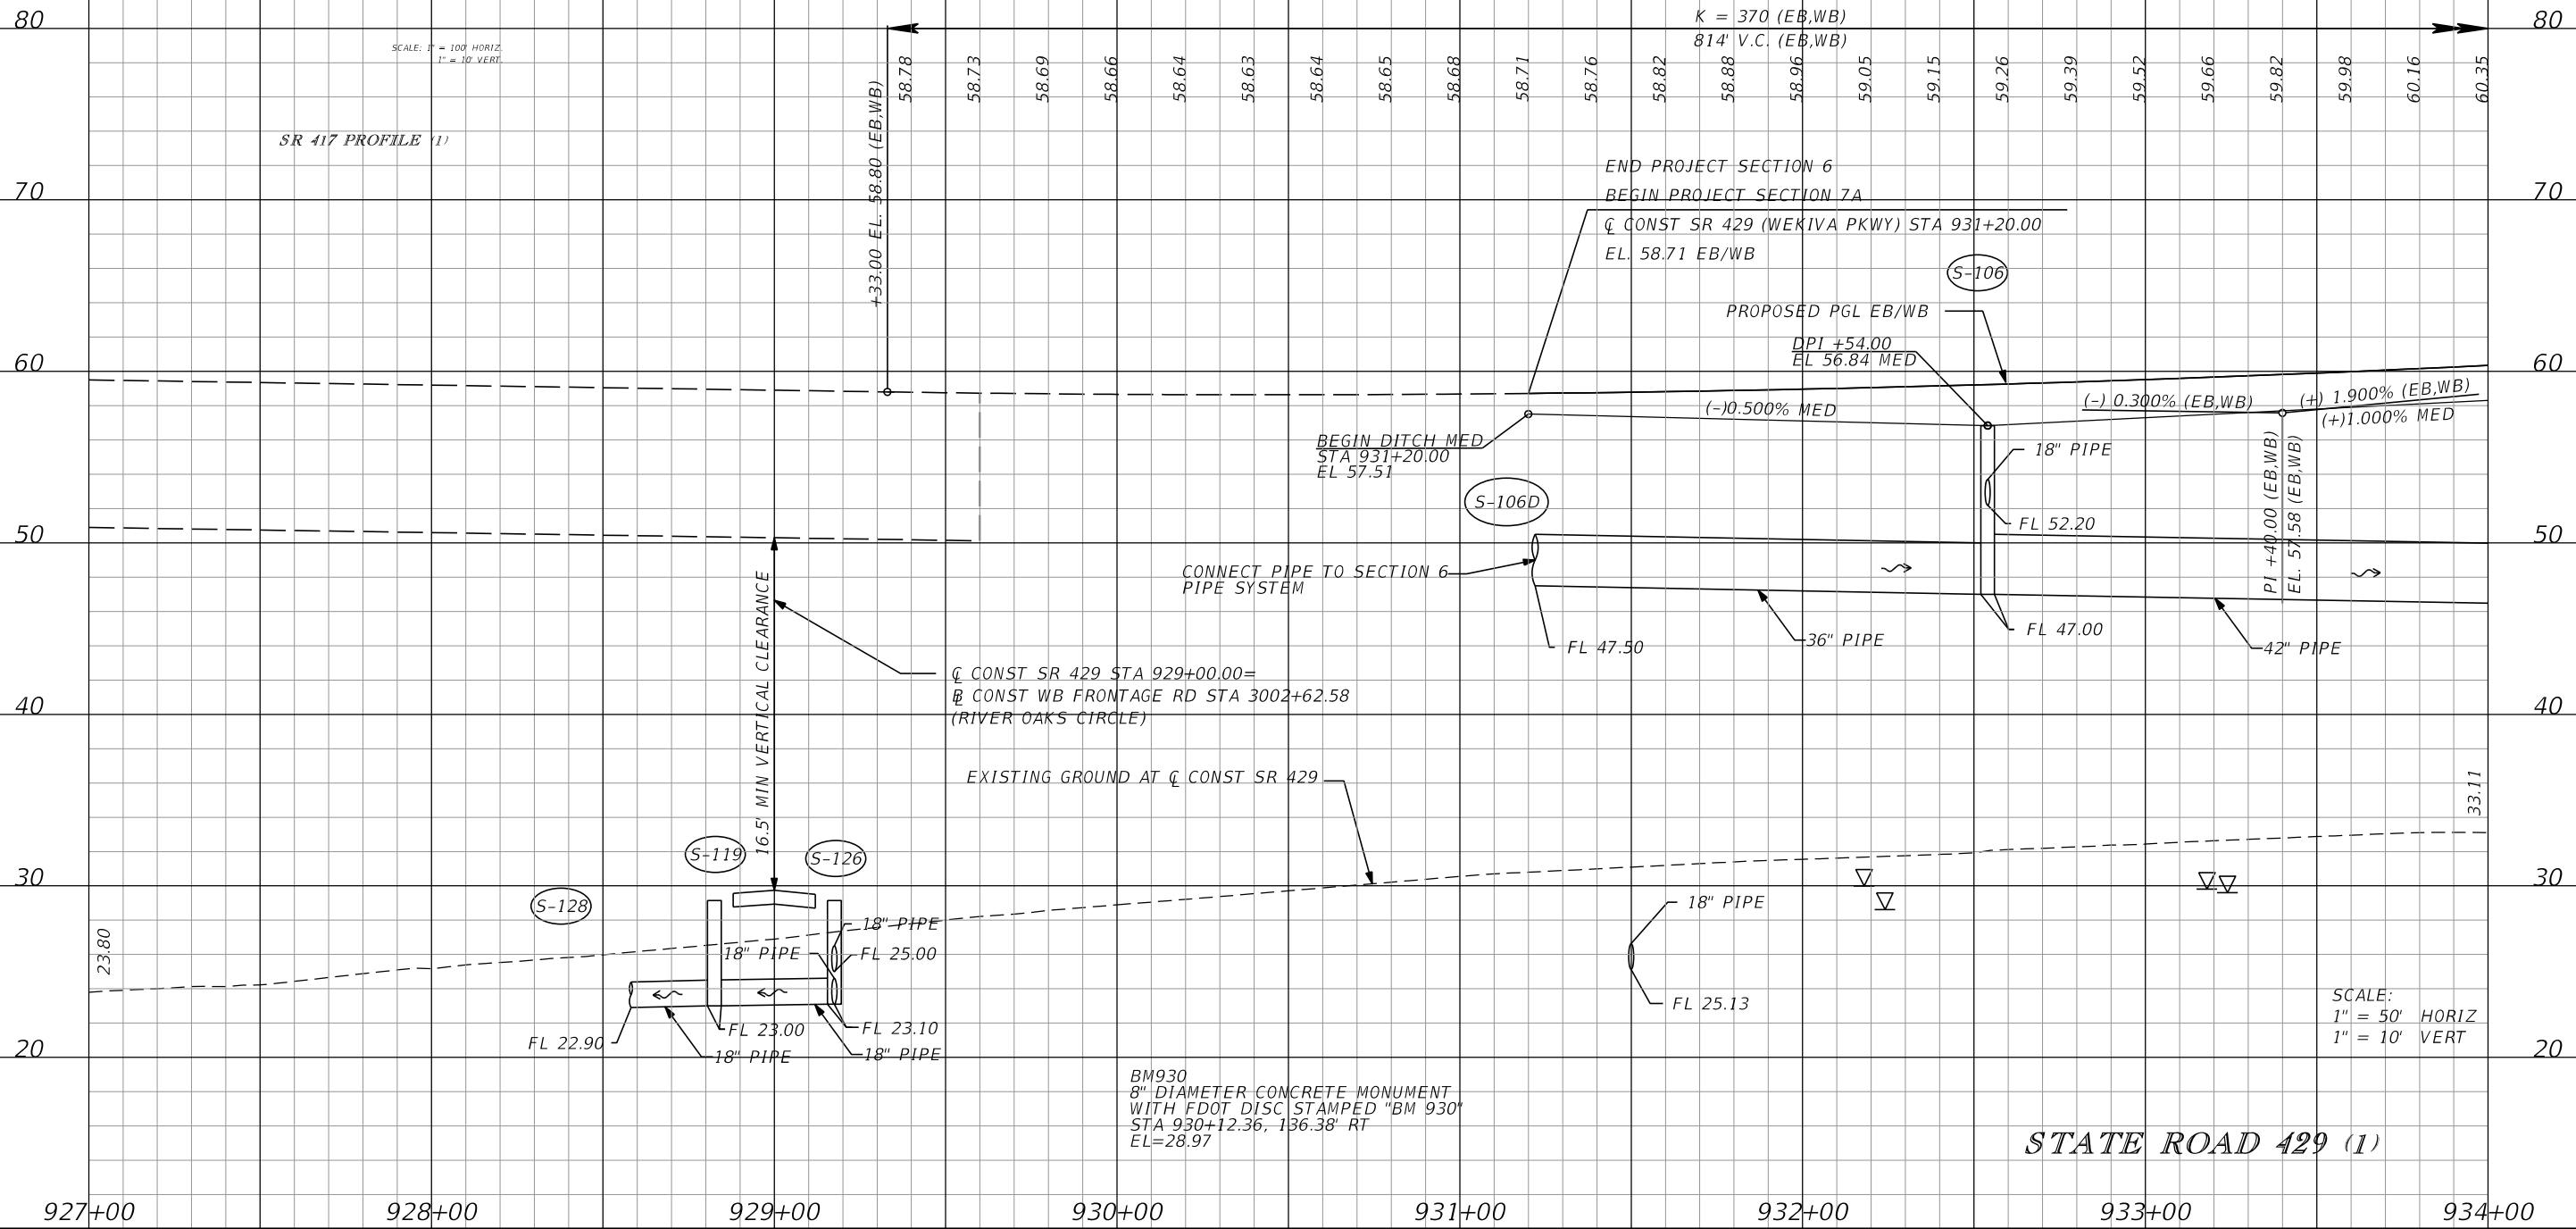 80
80
K = 370 (EB,WB)
814' V.C. (EB,WB)
SCALE: 1" = 100' HORIZ.
1" = 10' VERT.
+33.00 EL. 58.80 (EB,WB)
58.78
58.73
58.69
58.66
58.64
58.63
58.64
58.65
58.68
58.71
58.76
58.82
58.88
58.96
59.05
59.15
59.26
59.39
59.52
59.66
59.82
59.98
60.16
60.35
SR 417 PROFILE (1)
END PROJECT SECTION 6
BEGIN PROJECT SECTION 7A
℄ CONST SR 429 (WEKIVA PKWY) STA 931+20.00
EL. 58.71 EB/WB
70
70
S-106
PROPOSED PGL EB/WB
DPI +54.00
EL 56.84 MED
60
60
(-)0.500% MED
(-) 0.300% (EB,WB)
(+) 1.900% (EB,WB)
(+)1.000% MED
BEGIN DITCH MED
STA 931+20.00
EL 57.51
18" PIPE
PI +40.00 (EB,WB)
EL. 57.58 (EB,WB)
S-106D
FL 52.20
50
50
CONNECT PIPE TO SECTION 6
PIPE SYSTEM
16.5' MIN VERTICAL CLEARANCE
FL 47.50
36" PIPE
FL 47.00
42" PIPE
℄ CONST SR 429 STA 929+00.00=
℄ CONST WB FRONTAGE RD STA 3002+62.58
(RIVER OAKS CIRCLE)
40
40
EXISTING GROUND AT ℄ CONST SR 429
33.11
S-119
S-126
30
30
S-128
18" PIPE
18" PIPE
FL 25.00
18" PIPE
23.80
FL 25.13
FL 22.90
FL 23.00
FL 23.10
18" PIPE
18" PIPE
SCALE:
1" = 50' HORIZ
1" = 10' VERT
20
20
BM930
8" DIAMETER CONCRETE MONUMENT
WITH FDOT DISC STAMPED "BM 930"
STA 930+12.36, 136.38' RT
EL=28.97
STATE ROAD 429 (1)
927+00
928+00
929+00
930+00
931+00
932+00
933+00
934+00